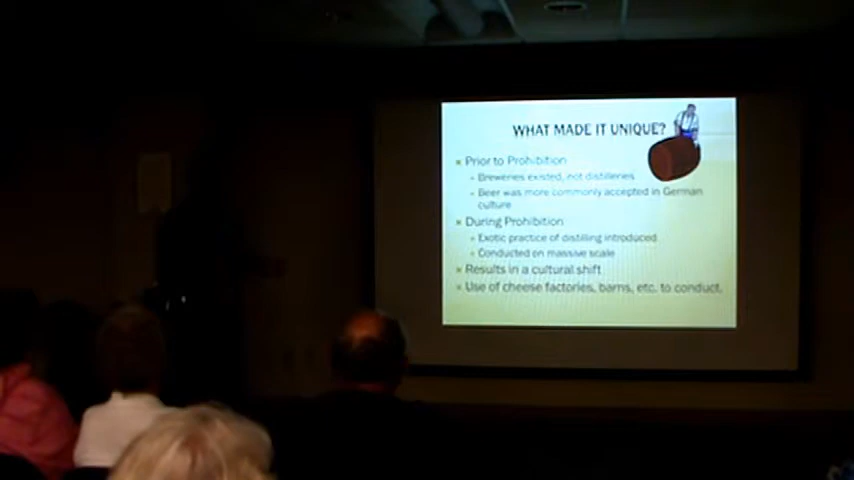 WHAT MADE IT UNIQUE?
Prior to Prohibition
Breweries existed, not distilleries
Beer was more commonly accepted in German
culture
During Prohibition
Exotic practice of distilling introduced
Conducted on massive scale
Results in a cultural shift
Use of cheese factories, barns, etc. to conduct.